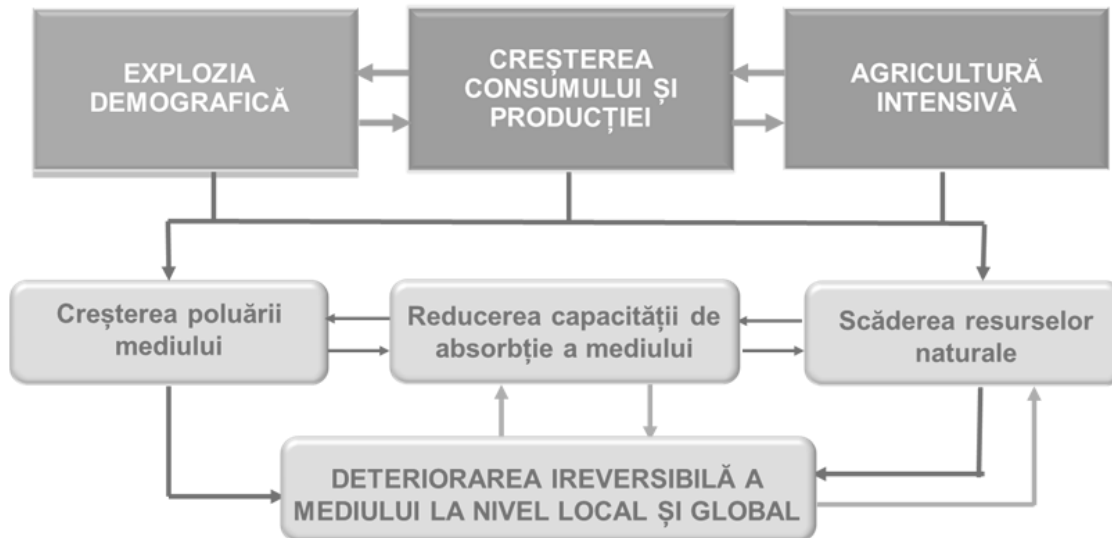 EXPLOZIA
DEMOGRAFICĂ
CREȘTEREA
CONSUMULUI ȘI
PRODUCȚIEI
AGRICULTURĂ
INTENSIVĂ
Creșterea poluării
mediului
Reducerea capacității de
absorbție a mediului
Scăderea resurselor
naturale
DETERIORAREA IREVERSIBILĂ A
MEDIULUI LA NIVEL LOCAL ȘI GLOBAL